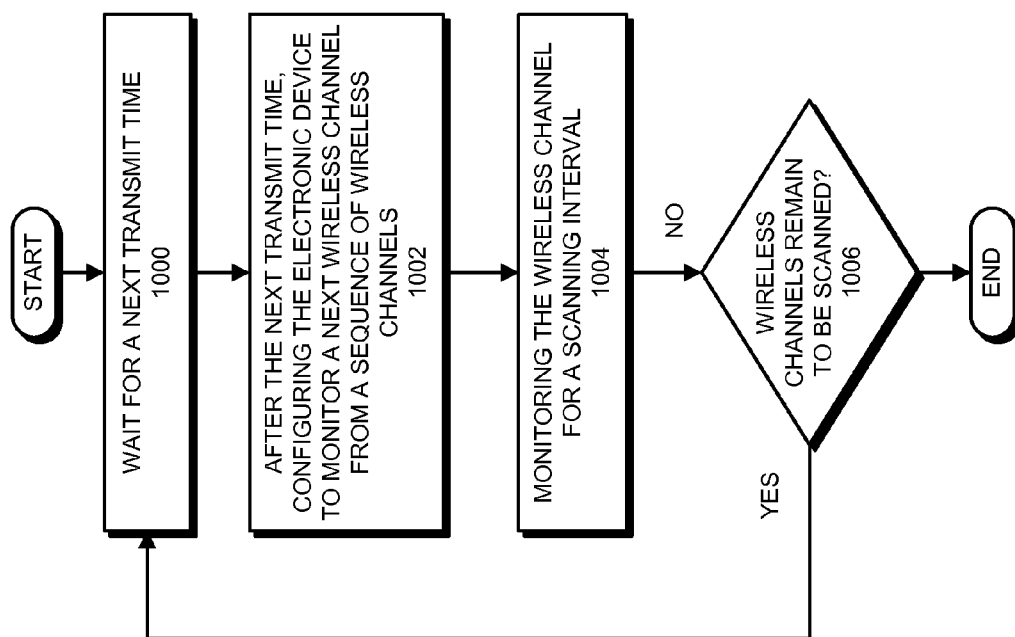 START
WAIT FOR A NEXT TRANSMIT TIME
1000
AFTER THE NEXT TRANSMIT TIME,
CONFIGURING THE ELECTRONIC DEVICE
TO MONITOR A NEXT WIRELESS CHANNEL
FROM A SEQUENCE OF WIRELESS
CHANNELS
1002
MONITORING THE WIRELESS CHANNEL
FOR A SCANNING INTERVAL
1004
NO
WIRELESS
CHANNELS REMAIN
TO BE SCANNED?
1006
YES
END